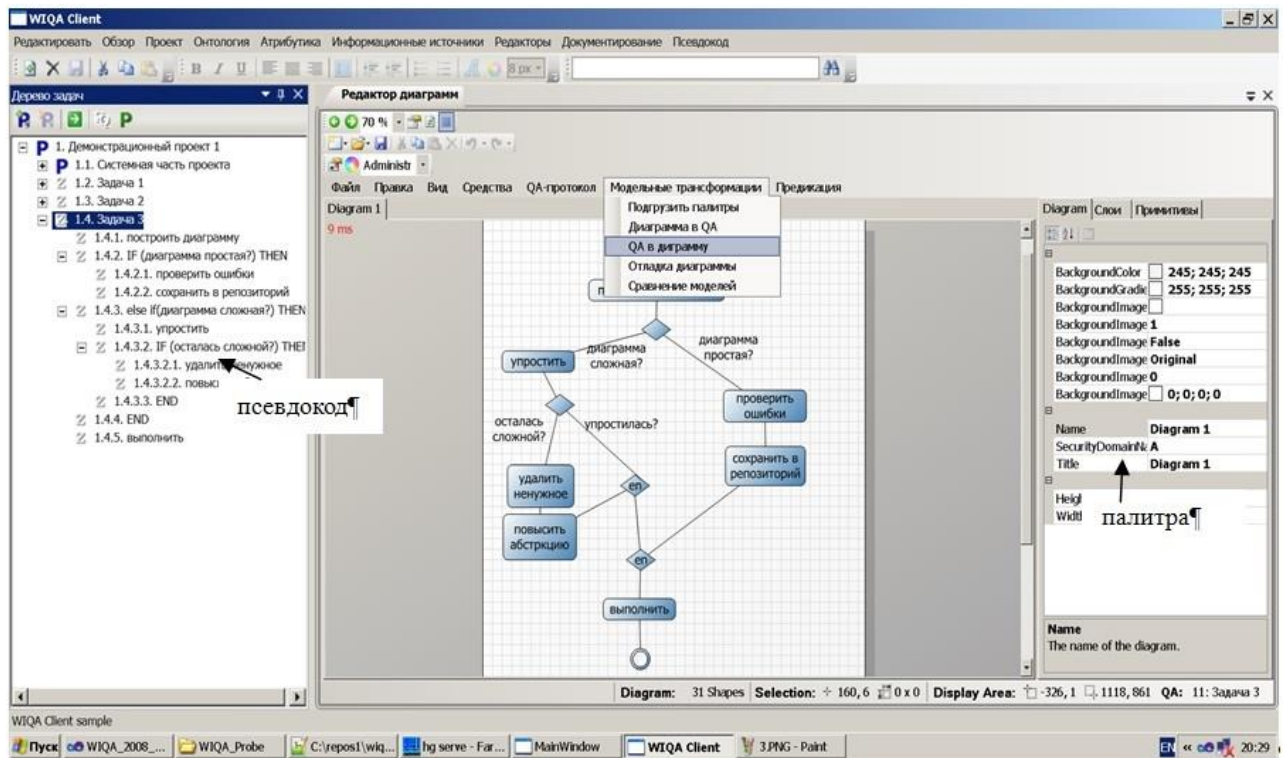 WIQA Client
Редактировать Обзор Проект Онтология Атрибутика Информационные источники Редакторы Документирование Псевдокод
B I U 8 px
Дерево задач
Редактор диаграмм
70 %
Administr
Файл Правка Вид Средства QA-протокол Модельные трансформации Предикация
Diagram 1
9 ms
Подгрузить палитры
Диаграмма в QA
QA в диграмму
Отладка диаграммы
Сравнение моделей
1. Демонстрационный проект 1
1.1. Системная часть проекта
1.2. Задача 1
1.3. Задача 2
1.4. Задача 3
1.4.1. построить диаграмму
1.4.2. IF (диаграмма простая?) THEN
1.4.2.1. проверить ошибки
1.4.2.2. сохранить в репозиторий
1.4.3. else if(диаграмма сложная?) THEN
1.4.3.1. упростить
1.4.3.2. IF (осталась сложной?)
1.4.3.2.1.
1.4.3.2.2.
1.4.3.3. END
1.4.4. END
1.4.5. выполнить
псевдокод¶
диаграмма
сложная?
диаграмма
простая?
упростить
проверить
ошибки
осталась
сложной?
упростилась?
сохранить в
репозиторий
удалить
ненужное
en
повысить
абстркцию
en
выполнить
Diagram Слои Примитивы
BackgroundColor 245; 245; 245
BackgroundGradie 255; 255; 255
BackgroundImage
BackgroundImage 1
BackgroundImage False
BackgroundImage Original
BackgroundImage 0
BackgroundImage 0; 0; 0; 0
Name Diagram 1
SecurityDomainNa A
Title Diagram 1
палитра¶
Name
The name of the diagram.
Diagram: 31 Shapes Selection: 160, 6 0 x 0 Display Area: -326, 1 1118, 861 QA: 11: Задача 3
WIQA Client sample
Пуск WIQA_2008_... WIQA_Probe C:\repos1\wiq... hg serve - Far... MainWindow WIQA Client 3.PNG - Paint EN « 20:29